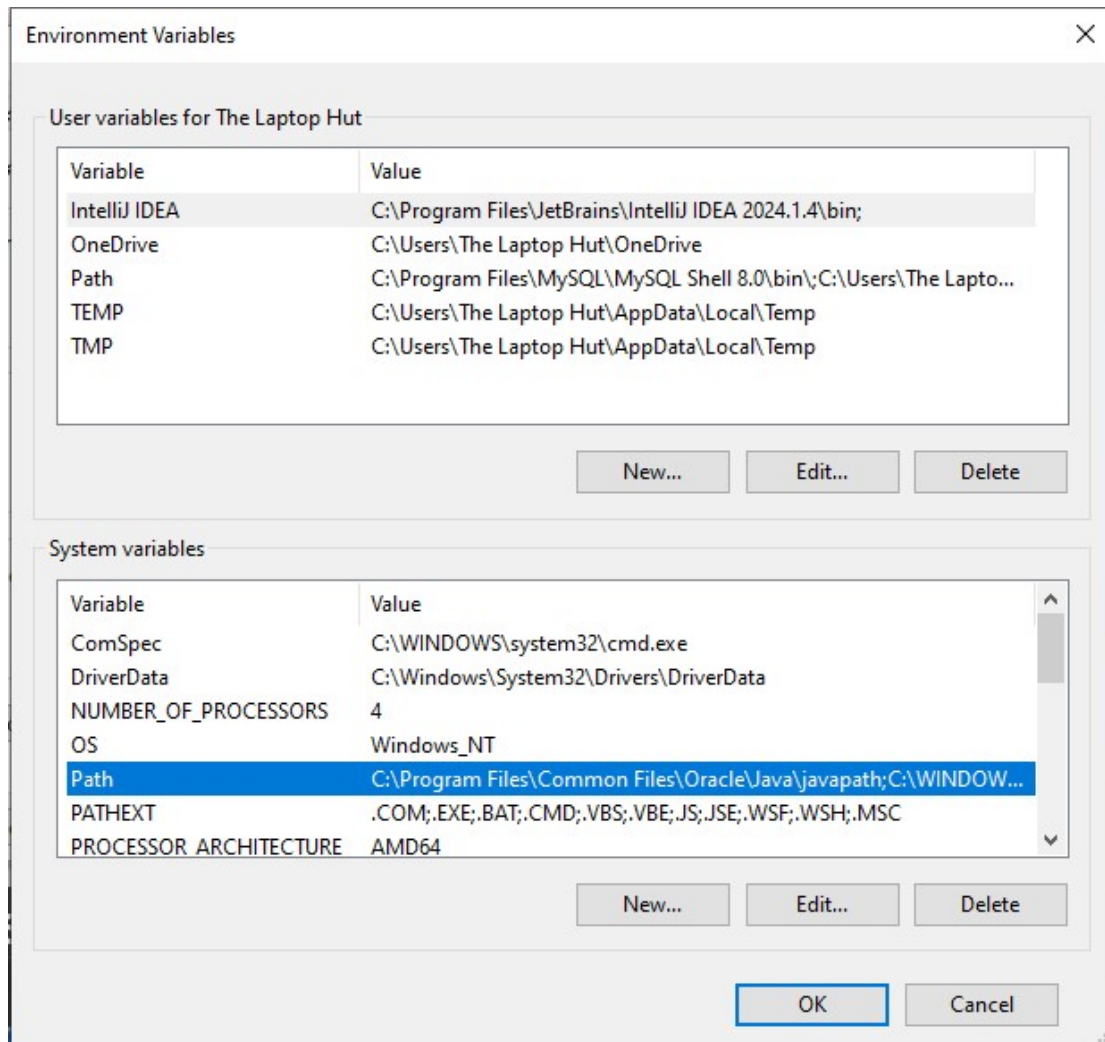 Environment Variables
User variables for The Laptop Hut
Variable Value
IntelliJ IDEA C:\Program Files\JetBrains\IntelliJ IDEA 2024.1.4\bin;
OneDrive C:\Users\The Laptop Hut\OneDrive
Path C:\Program Files\MySQL\MySQL Shell 8.0\bin\;C:\Users\The Lapto...
TEMP C:\Users\The Laptop Hut\AppData\Local\Temp
TMP C:\Users\The Laptop Hut\AppData\Local\Temp
New... Edit... Delete
System variables
Variable Value
ComSpec C:\WINDOWS\system32\cmd.exe
DriverData C:\Windows\System32\Drivers\DriverData
NUMBER_OF_PROCESSORS 4
OS Windows_NT
Path C:\Program Files\Common Files\Oracle\Java\javapath;C:\WINDOW...
PATHEXT .COM;.EXE;.BAT;.CMD;.VBS;.VBE;.JS;.JSE;.WSF;.WSH;.MSC
PROCESSOR_ARCHITECTURE AMD64
New... Edit... Delete
OK Cancel